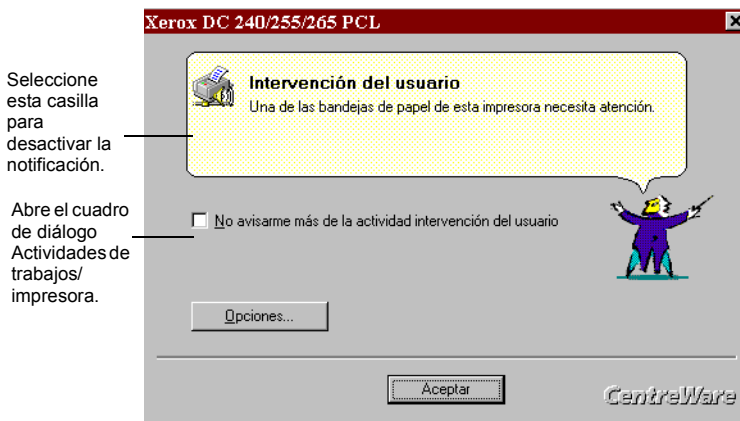 Xerox DC 240/255/265 PCL
Seleccione
esta casilla
para
desactivar la
notificación.
Intervención del usuario
Una de las bandejas de papel de esta impresora necesita atención.
Abre el cuadro
de diálogo
Actividades de
trabajos/
impresora.
No avisarme más de la actividad intervención del usuario
Opciones...
Aceptar
CentreWare